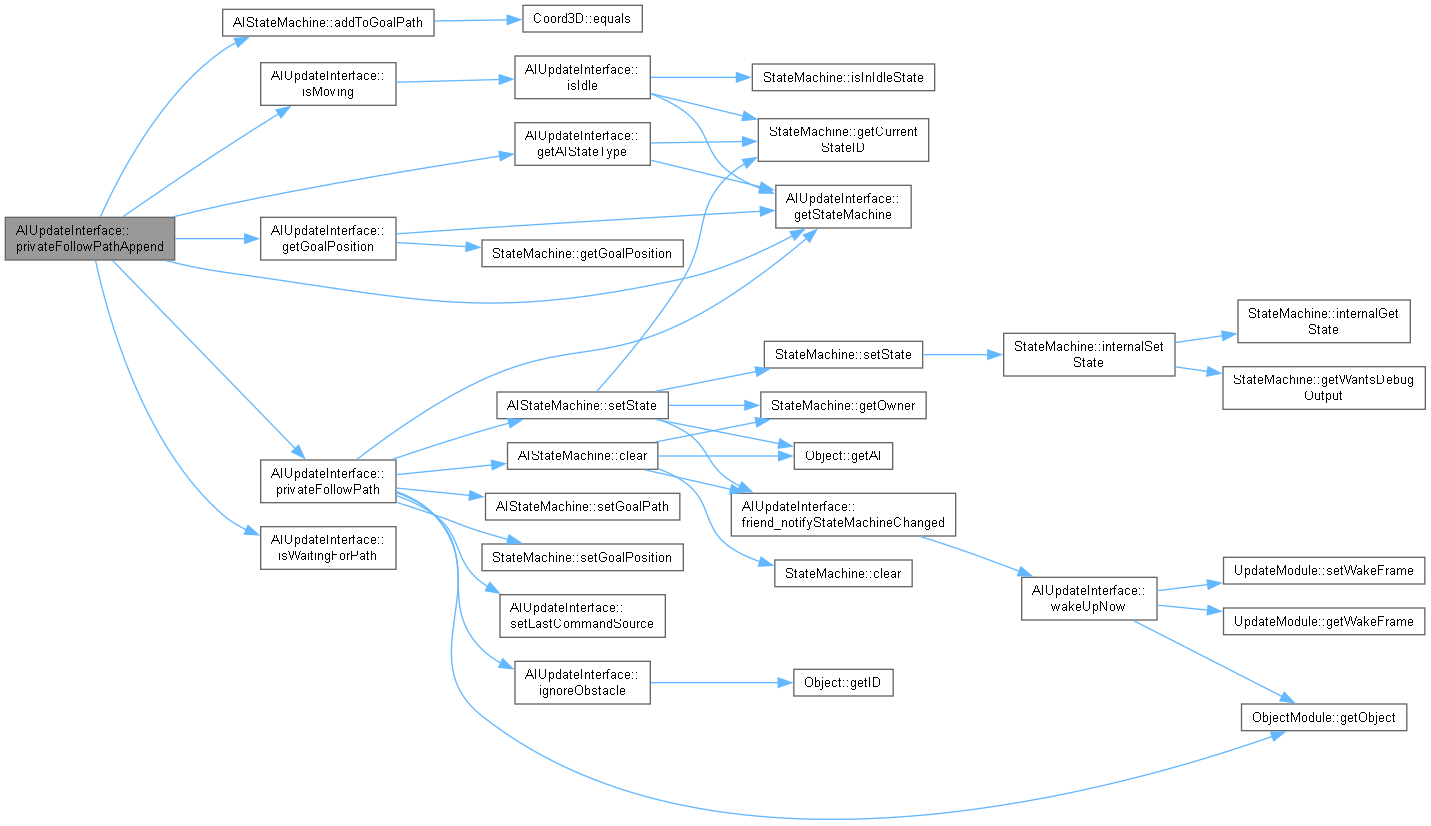 AIStateMachine::addToGoalPath
Coord3D::equals
AIUpdateInterface::
isMoving
AIUpdateInterface::
isIdle
StateMachine::isInIdleState
StateMachine::getCurrent
StateID
AIUpdateInterface::
getAIStateType
AIUpdateInterface::
getStateMachine
AIUpdateInterface::
privateFollowPathAppend
AIUpdateInterface::
getGoalPosition
StateMachine::getGoalPosition
StateMachine::internalGet
State
StateMachine::setState
StateMachine::internalSet
State
StateMachine::getWantsDebug
Output
AIStateMachine::setState
StateMachine::getOwner
AIStateMachine::clear
Object::getAI
AIUpdateInterface::
privateFollowPath
AIStateMachine::setGoalPath
AIUpdateInterface::
friend_notifyStateMachineChanged
AIUpdateInterface::
isWaitingForPath
StateMachine::setGoalPosition
StateMachine::clear
UpdateModule::setWakeFrame
AIUpdateInterface::
wakeUpNow
AIUpdateInterface::
setLastCommandSource
UpdateModule::getWakeFrame
AIUpdateInterface::
ignoreObstacle
Object::getID
ObjectModule::getObject